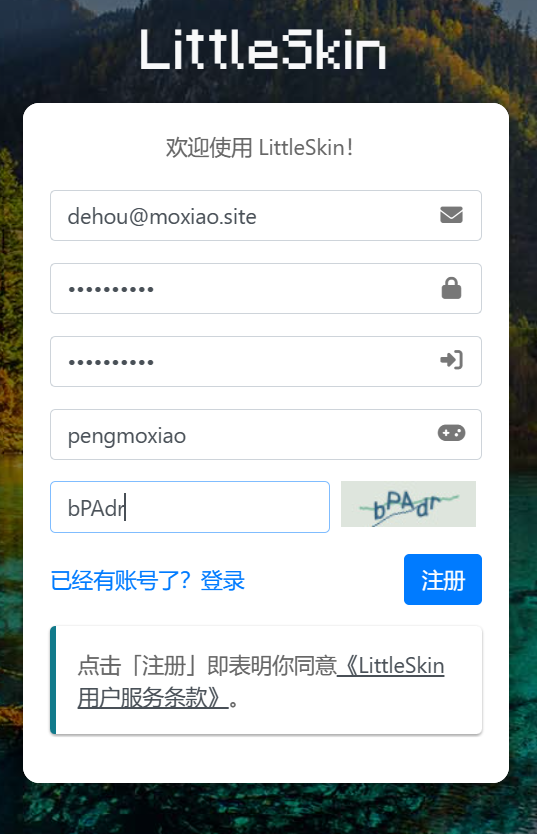 LittleSkin
欢迎使用 LittleSkin！
dehou@moxiao.site
••••••••••
••••••••••
pengmoxiao
bPAdr
bPAdr
已经有账号了？登录
注册
点击「注册」即表明你同意《LittleSkin
用户服务条款》。